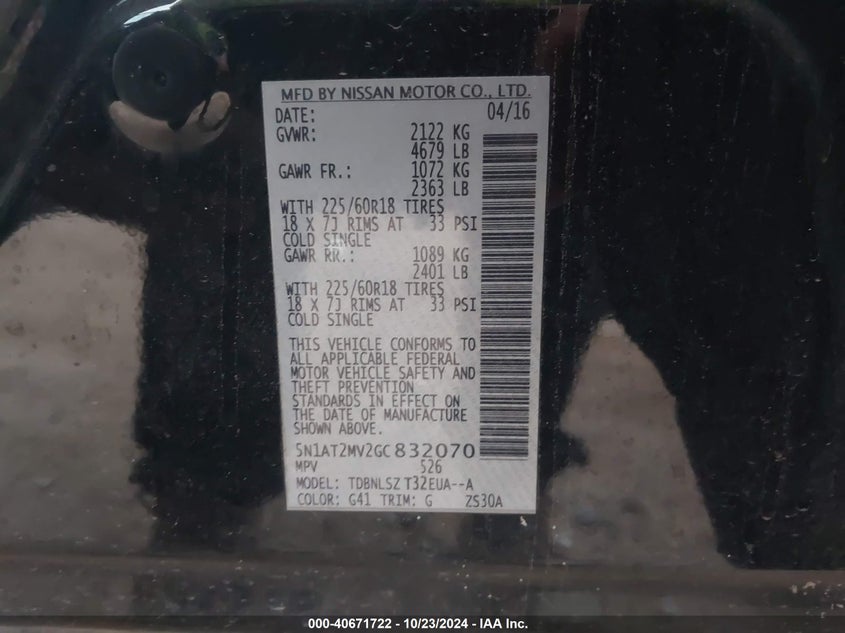 MFD BY NISSAN MOTOR CO., LTD.
DATE: 04/16
GVWR: 2122 KG
4679 LB
GAWR FR.: 1072 KG
2363 LB
WITH 225/60R18 TIRES
18 X 7J RIMS AT 33 PSI
COLD SINGLE
GAWR RR.: 1089 KG
2401 LB
WITH 225/60R18 TIRES
18 X 7J RIMS AT 33 PSI
COLD SINGLE
THIS VEHICLE CONFORMS TO
ALL APPLICABLE FEDERAL
MOTOR VEHICLE SAFETY AND
THEFT PREVENTION
STANDARDS IN EFFECT ON
THE DATE OF MANUFACTURE
SHOWN ABOVE.
5N1AT2MV2GC832070
MPV 526
MODEL: TDBNLSZ T32EUA--A
COLOR: G41 TRIM: G ZS30A
000-40671722 - 10/23/2024 - IAA Inc.